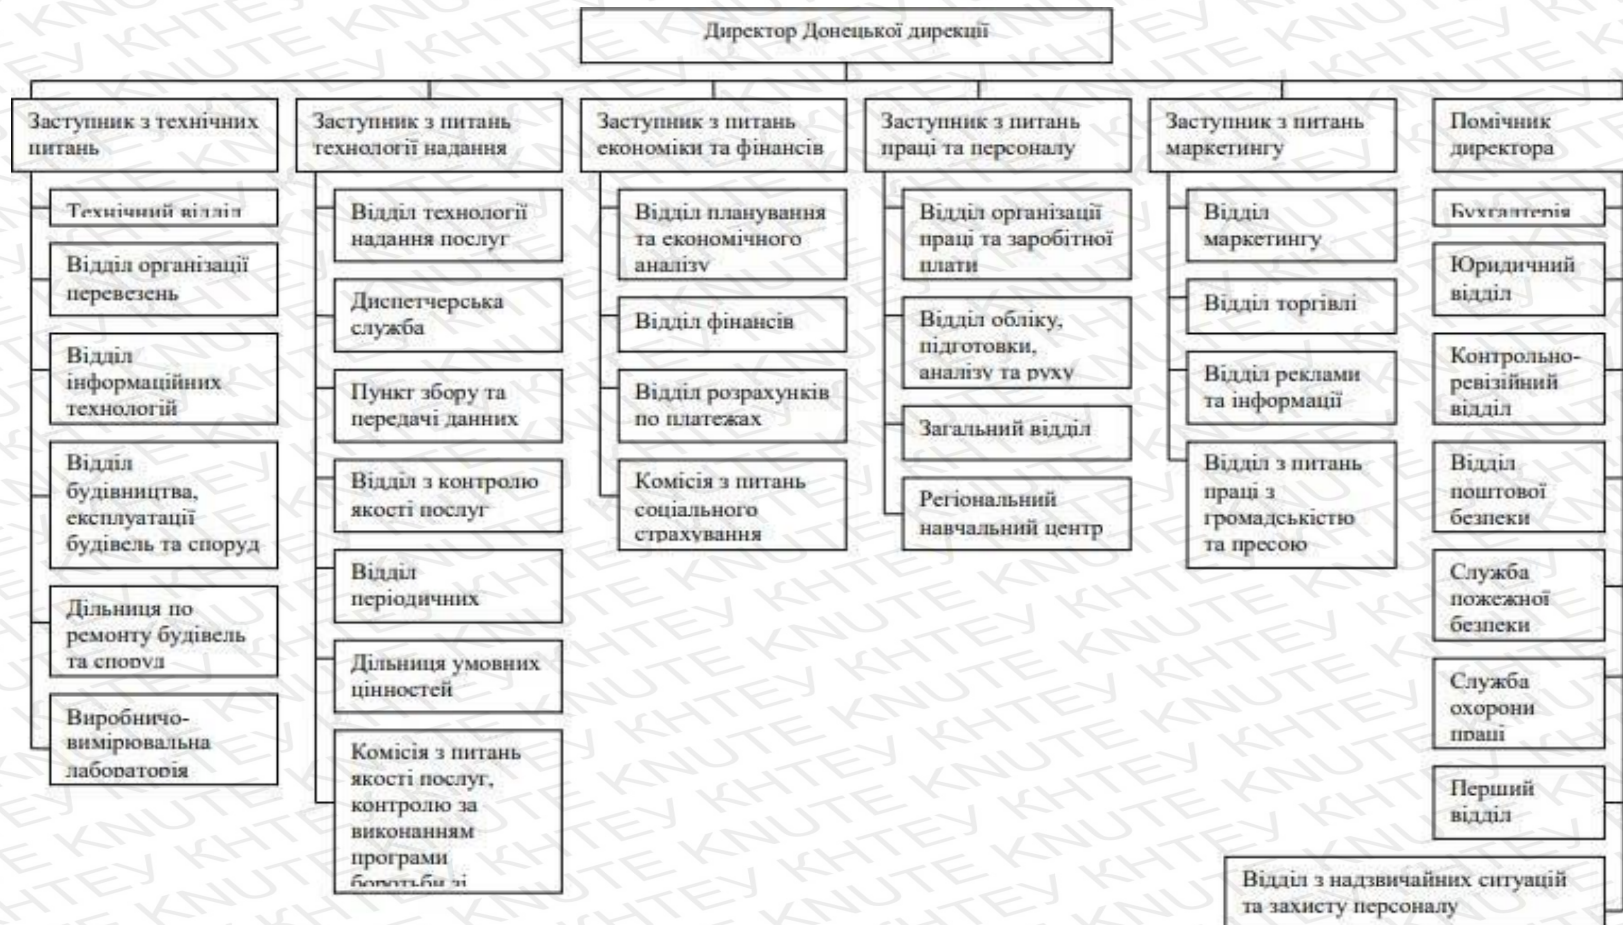 Директор Донецької дирекції
Заступник з технічних
питань
Технічний відділ
Відділ організації
перевезень
Відділ
інформаційних
технологій
Відділ
будівництва,
експлуатації
будівель та споруд
Дільниця по
ремонту будівель
та споруд
Виробничо-
вимірювальна
лабораторія
Заступник з питань
технології надання
Відділ технології
надання послуг
Диспетчерська
служба
Пункт збору та
передачі данних
Відділ з контролю
якості послуг
Відділ
періодичних
Дільниця умовних
цінностей
Комісія з питань
якості послуг,
контролю за
виконанням
програми
боротьби зі
Заступник з питань
економіки та фінансів
Відділ планування
та економічного
аналізу
Відділ фінансів
Відділ розрахунків
по платежах
Комісія з питань
соціального
страхування
Заступник з питань
праці та персоналу
Відділ організації
праці та заробітної
плати
Відділ обліку,
підготовки,
аналізу та руху
Загальний відділ
Регіональний
навчальний центр
Заступник з питань
маркетингу
Відділ
маркетингу
Відділ торгівлі
Відділ реклами
та інформації
Відділ з питань
праці з
громадськістю
та пресою
Помічник
директора
Бухгалтерія
Юридичний
відділ
Контрольно-
ревізійний
відділ
Відділ
поштової
безпеки
Служба
пожежної
безпеки
Служба
охорони
праці
Перший
відділ
Відділ з надзвичайних ситуацій
та захисту персоналу